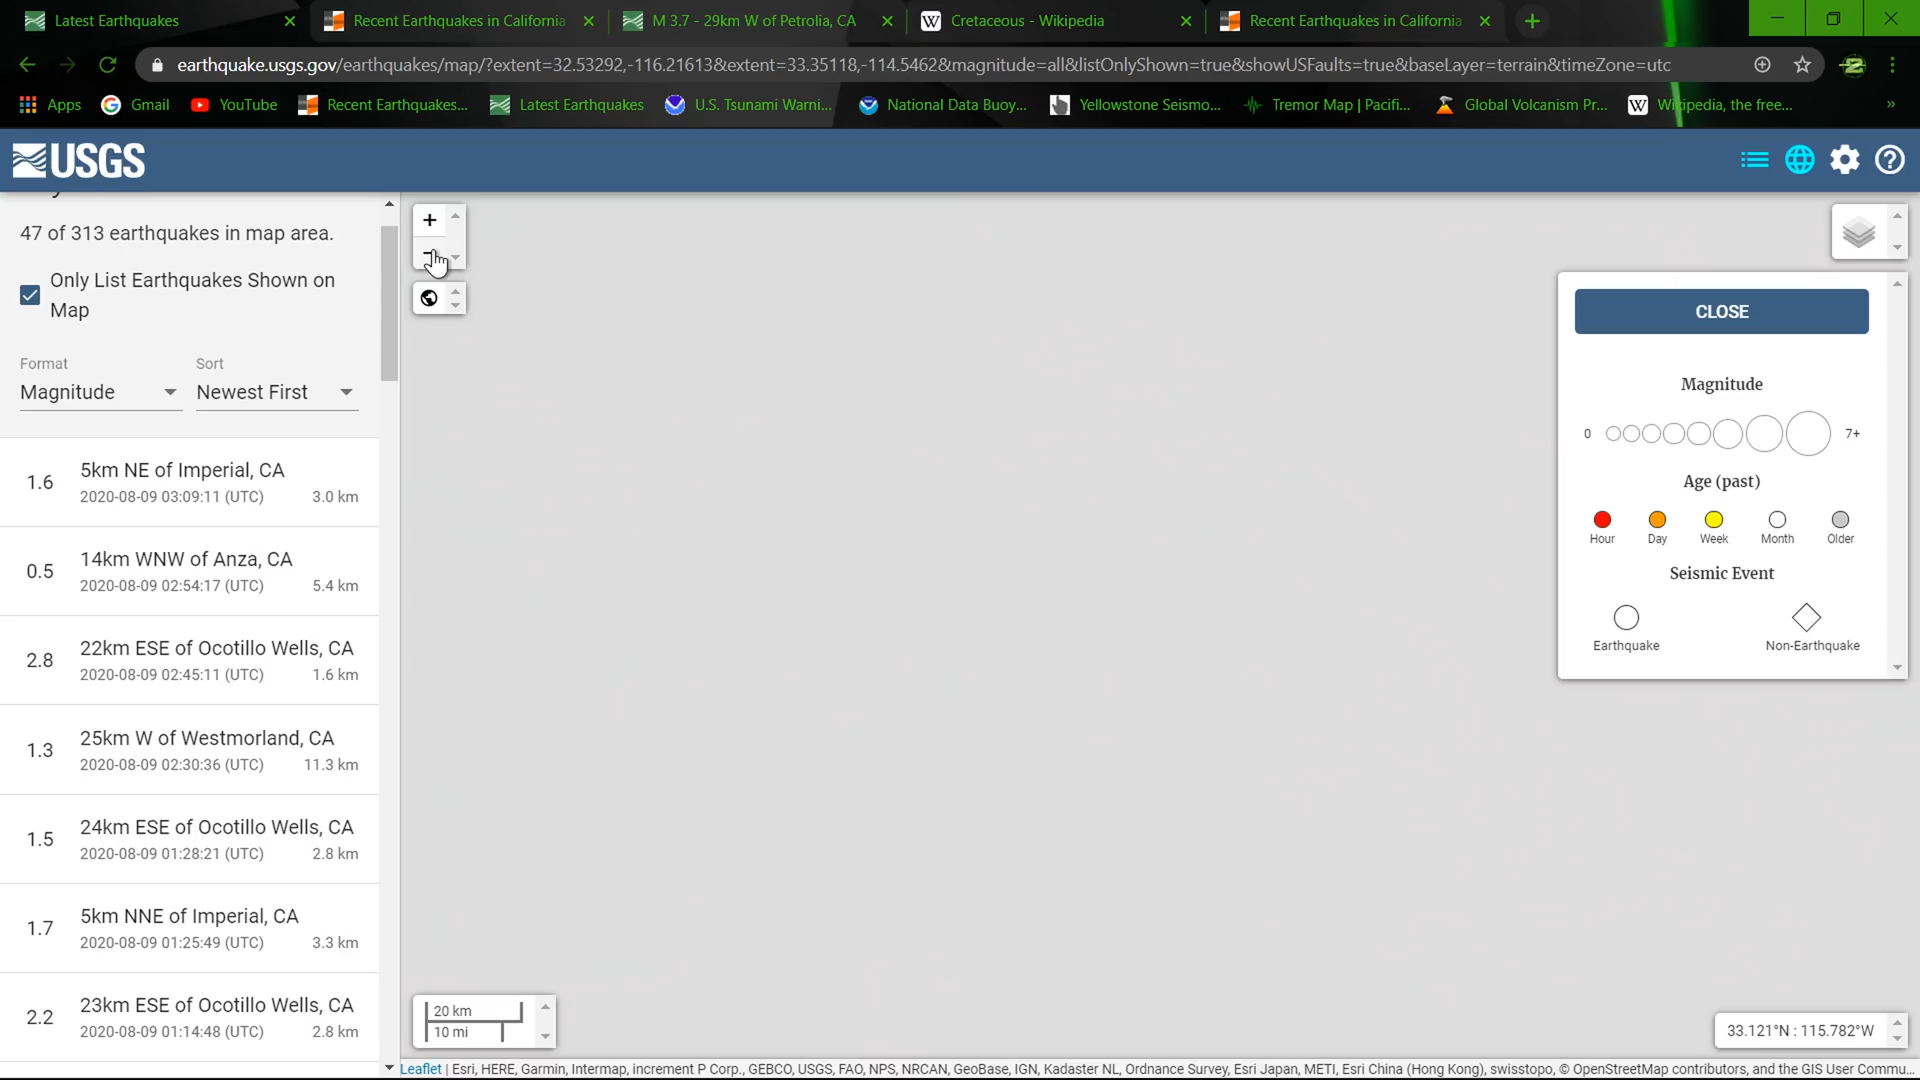 Latest Earthquakes
Recent Earthquakes in California
M 3.7 - 29km W of Petrolia, CA
Cretaceous - Wikipedia
Recent Earthquakes in California
earthquake.usgs.gov/earthquakes/map/?extent=32.53292,-116.21613&extent=33.35118,-114.5462&magnitude=all&listOnlyShown=true&showUSFaults=true&baseLayer=terrain&timeZone=utc
Apps
Gmail
YouTube
Recent Earthquakes...
Latest Earthquakes
U.S. Tsunami Warni...
National Data Buoy...
Yellowstone Seismo...
Tremor Map | Pacifi...
Global Volcanism Pr...
Wikipedia, the free...
»
USGS
47 of 313 earthquakes in map area.
Only List Earthquakes Shown on
Map
Format
Sort
Magnitude
Newest First
1.6
5km NE of Imperial, CA
2020-08-09 03:09:11 (UTC) 3.0 km
0.5
14km WNW of Anza, CA
2020-08-09 02:54:17 (UTC) 5.4 km
2.8
22km ESE of Ocotillo Wells, CA
2020-08-09 02:45:11 (UTC) 1.6 km
1.3
25km W of Westmorland, CA
2020-08-09 02:30:36 (UTC) 11.3 km
1.5
24km ESE of Ocotillo Wells, CA
2020-08-09 01:28:21 (UTC) 2.8 km
1.7
5km NNE of Imperial, CA
2020-08-09 01:25:49 (UTC) 3.3 km
2.2
23km ESE of Ocotillo Wells, CA
2020-08-09 01:14:48 (UTC) 2.8 km
+
CLOSE
Magnitude
0 7+
Age (past)
Hour Day Week Month Older
Seismic Event
Earthquake Non-Earthquake
20 km
10 mi
33.121°N : 115.782°W
Leaflet | Esri, HERE, Garmin, Intermap, increment P Corp., GEBCO, USGS, FAO, NPS, NRCAN, GeoBase, IGN, Kadaster NL, Ordnance Survey, Esri Japan, METI, Esri China (Hong Kong), swisstopo, © OpenStreetMap contributors, and the GIS User Commu...